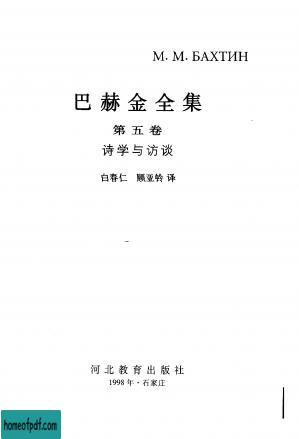 М. М. БАХТИН
巴赫金全集
第五卷
诗学与访谈
白春仁 顾亚铃 译
河北教育出版社
1998年·石家庄
homeofpdf.com